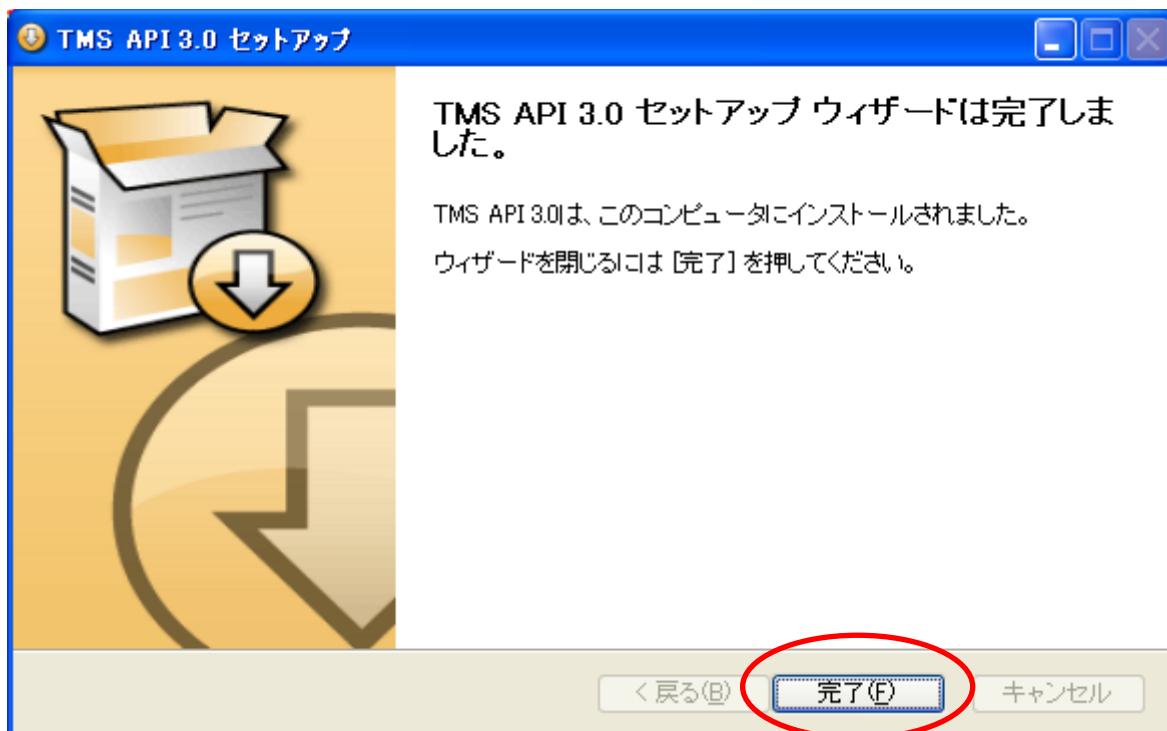 TMS API 3.0 セットアップ
TMS API 3.0 セットアップ ウィザードは完了しま
した。
TMS API 3.0は、このコンピュータにインストールされました。
ウィザードを閉じるには [完了] を押してください。
< 戻る(B)
完了(F)
キャンセル